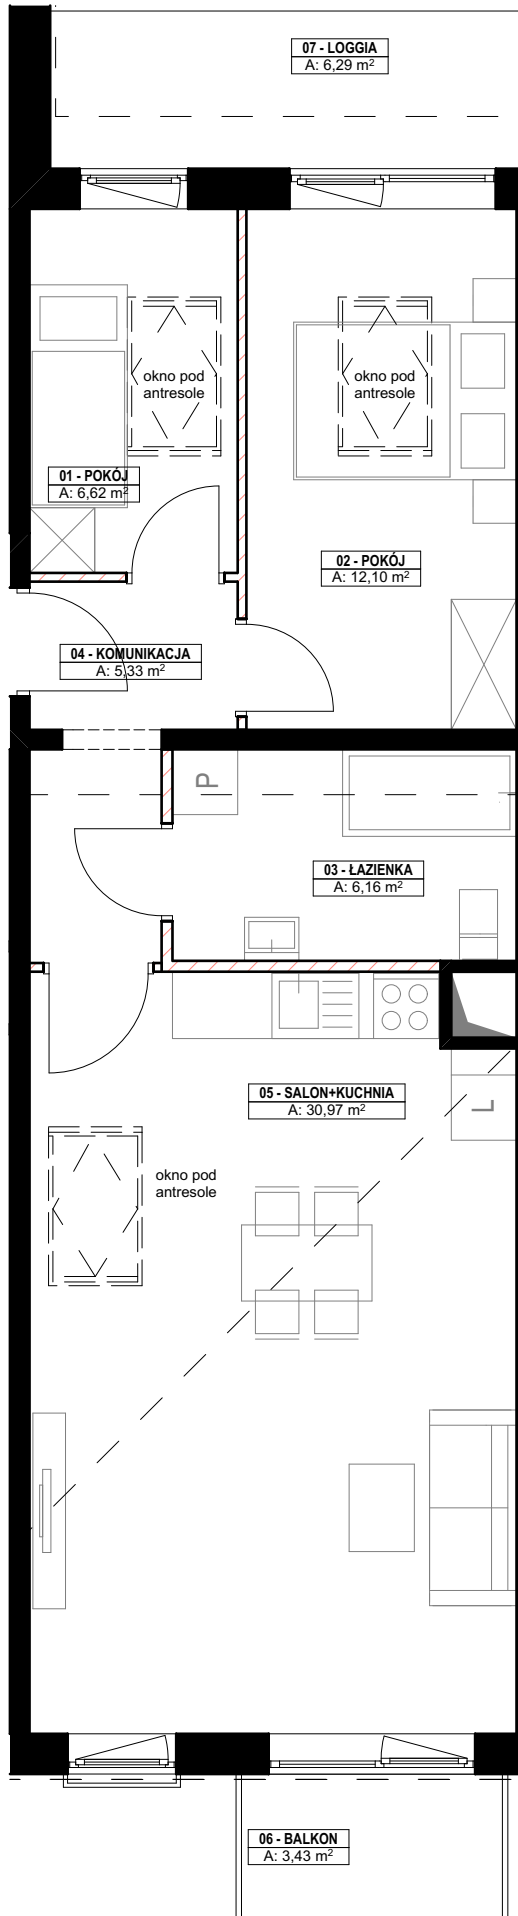 07 - LOGGIA
A: 6,29 m²
okno pod
antresole
okno pod
antresole
01 - POKÓJ
A: 6,62 m²
02 - POKÓJ
A: 12,10 m²
04 - KOMUNIKACJA
A: 5,33 m²
P
03 - ŁAZIENKA
A: 6,16 m²
05 - SALON+KUCHNIA
A: 30,97 m²
L
okno pod
antresole
06 - BALKON
A: 3,43 m²